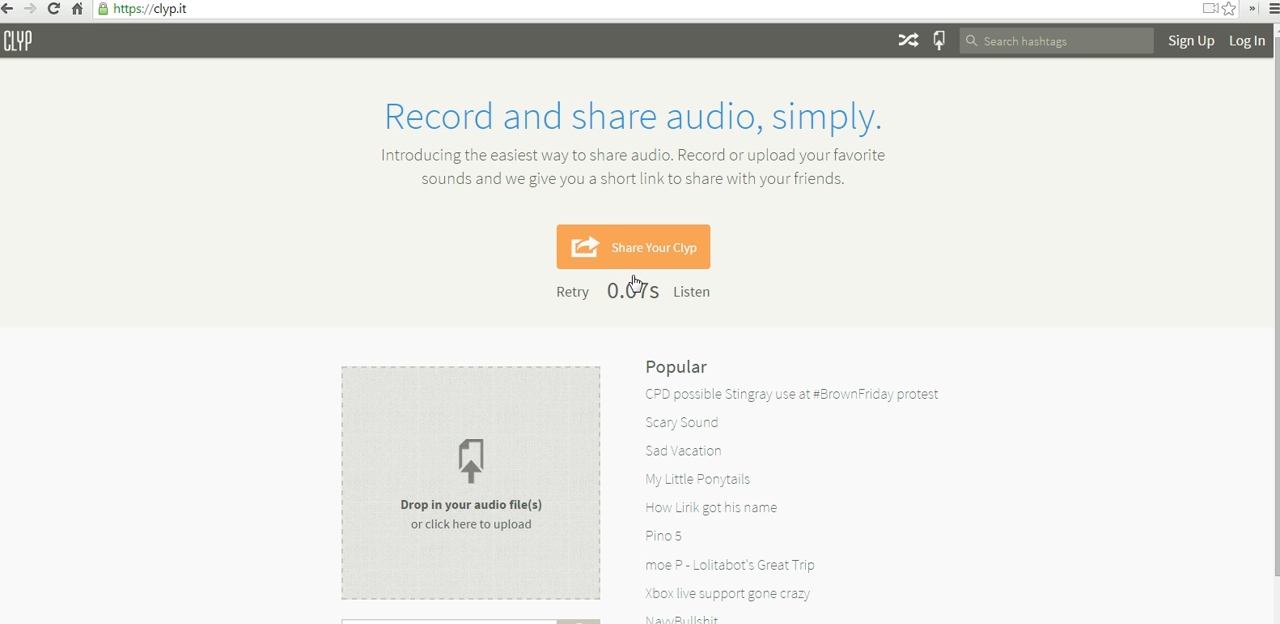 https://clyp.it
»
CLYP
Search hashtags
Sign Up
Log In
Record and share audio, simply.
Introducing the easiest way to share audio. Record or upload your favorite
sounds and we give you a short link to share with your friends.
Share Your Clyp
Retry
0.07s
Listen
Drop in your audio file(s)
or click here to upload
Popular
CPD possible Stingray use at #BrownFriday protest
Scary Sound
Sad Vacation
My Little Ponytails
How Lirik got his name
Pino 5
moe P - Lolitabot's Great Trip
Xbox live support gone crazy
NavyBullshit